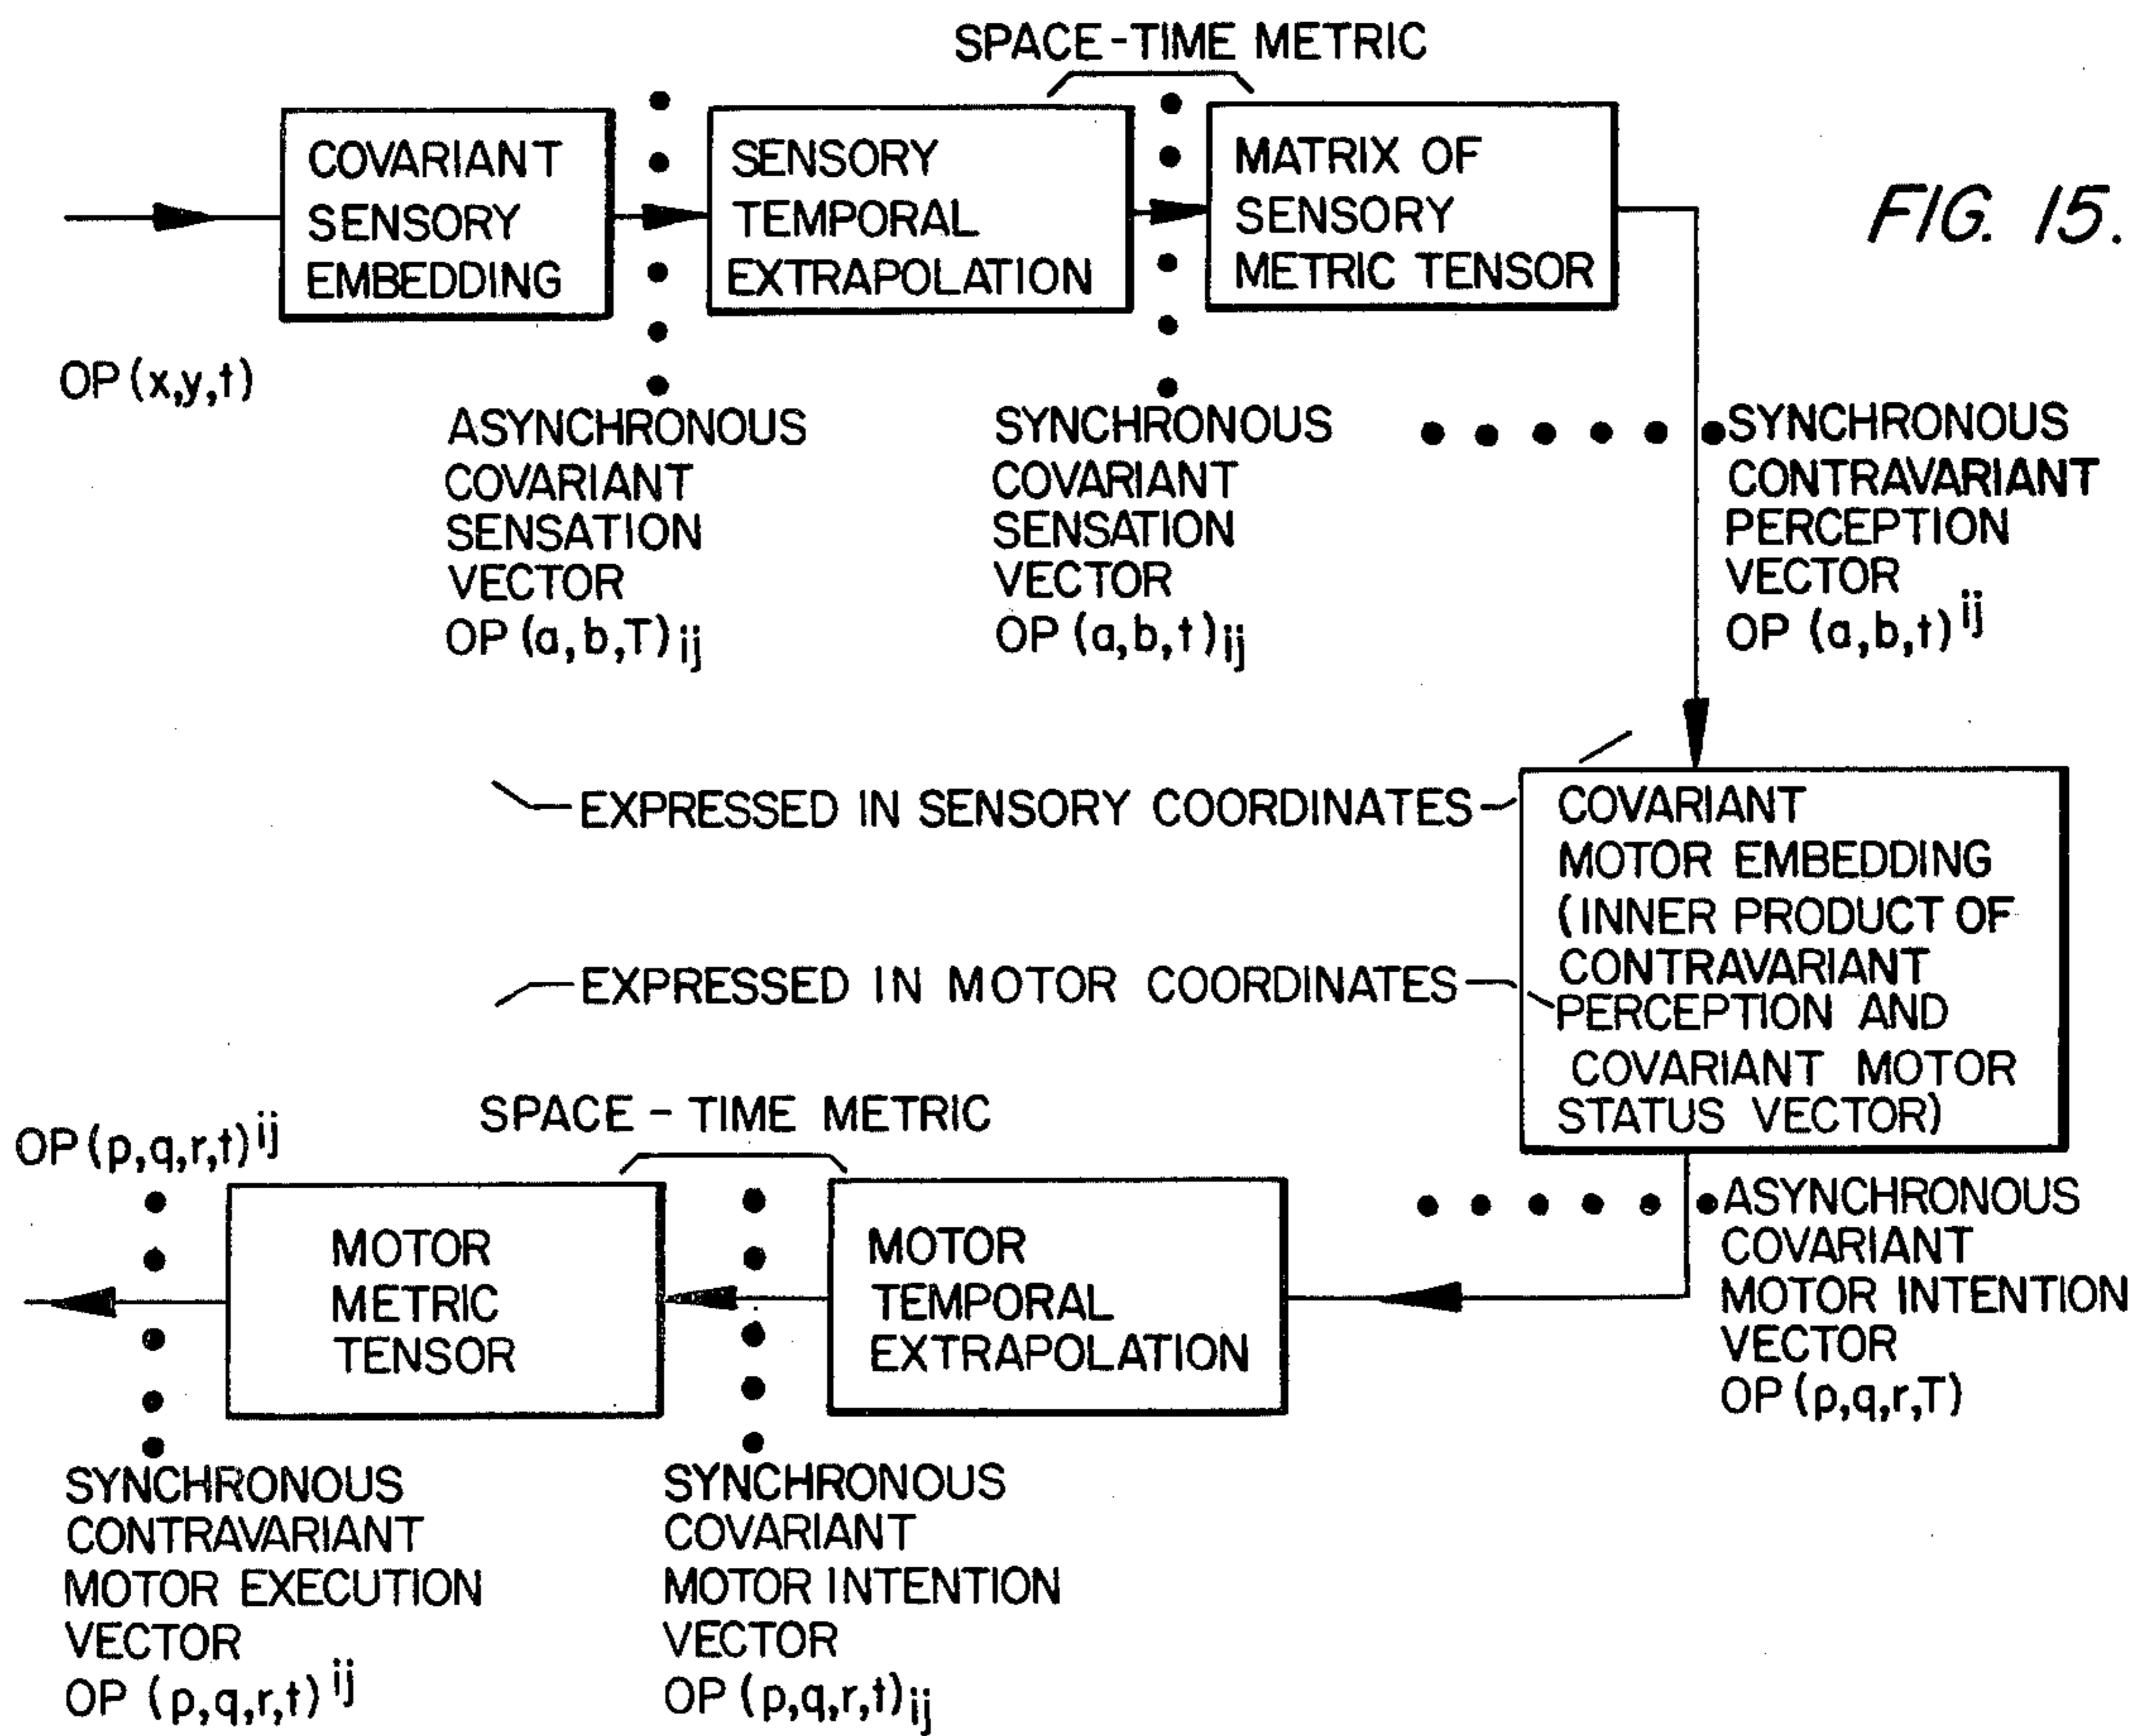 SPACE-TIME METRIC
COVARIANT
SENSORY
EMBEDDING
SENSORY
TEMPORAL
EXTRAPOLATION
MATRIX OF
SENSORY
METRIC TENSOR
FIG. 15.
OP (x,y,t)
ASYNCHRONOUS
COVARIANT
SENSATION
VECTOR
OP (a,b,T)ij
SYNCHRONOUS
COVARIANT
SENSATION
VECTOR
OP (a,b,t)ij
SYNCHRONOUS
CONTRAVARIANT
PERCEPTION
VECTOR
OP (a,b,t)ij
EXPRESSED IN SENSORY COORDINATES
EXPRESSED IN MOTOR COORDINATES
COVARIANT
MOTOR EMBEDDING
(INNER PRODUCT OF
CONTRAVARIANT
PERCEPTION AND
COVARIANT MOTOR
STATUS VECTOR)
SPACE - TIME METRIC
OP (p,q,r,t)ij
MOTOR
METRIC
TENSOR
MOTOR
TEMPORAL
EXTRAPOLATION
ASYNCHRONOUS
COVARIANT
MOTOR INTENTION
VECTOR
OP (p,q,r,T)
SYNCHRONOUS
CONTRAVARIANT
MOTOR EXECUTION
VECTOR
OP (p,q,r,t)ij
SYNCHRONOUS
COVARIANT
MOTOR INTENTION
VECTOR
OP (p,q,r,t)ij